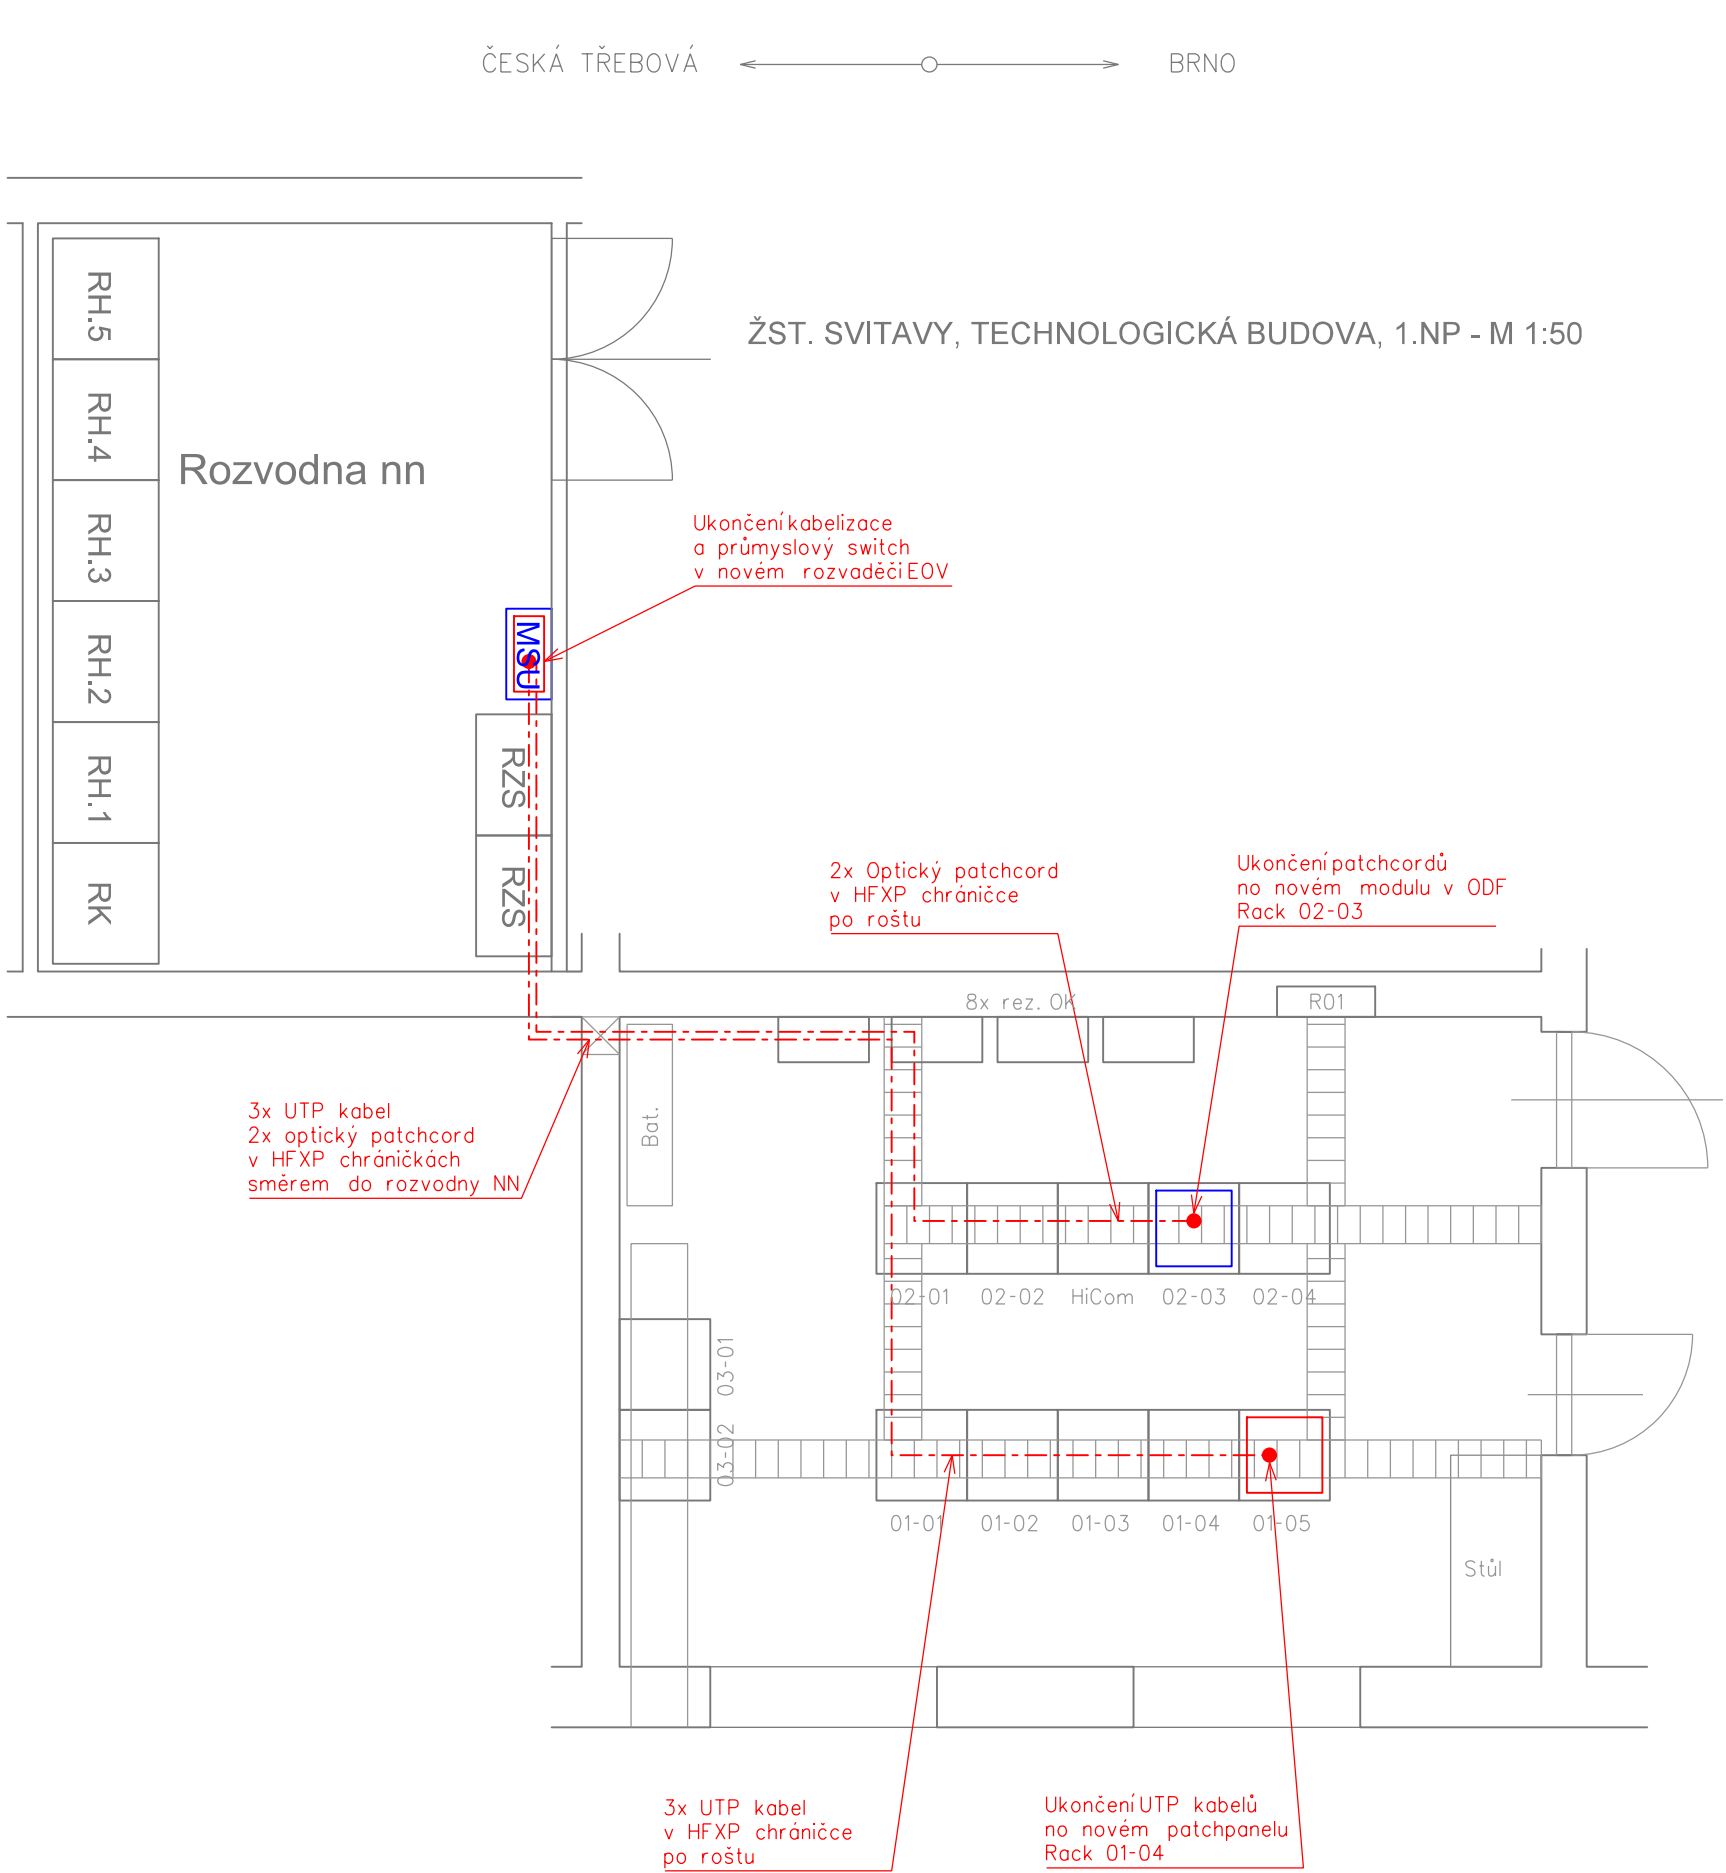 ČESKÁ TŘEBOVÁ
BRNO
ŽST. SVITAVY, TECHNOLOGICKÁ BUDOVA, 1.NP - M 1:50
RH.5
RH.4
RH.3
RH.2
RH.1
RK
Rozvodna nn
Ukončení kabelizace
a průmyslový switch
v novém rozvaděči EOV
MSU
RZS
RZS
2x Optický patchcord
v HFXP chráničce
po roštu
Ukončení patchcordů
no novém modulu v ODF
Rack 02-03
8x rez. OK
R01
3x UTP kabel
2x optický patchcord
v HFXP chráničkách
směrem do rozvodny NN
Bat.
02-01
02-02
HiCom
02-03
02-04
03-01
03-02
01-01
01-02
01-03
01-04
01-05
Stůl
3x UTP kabel
v HFXP chráničce
po roštu
Ukončení UTP kabelů
no novém patchpanelu
Rack 01-04